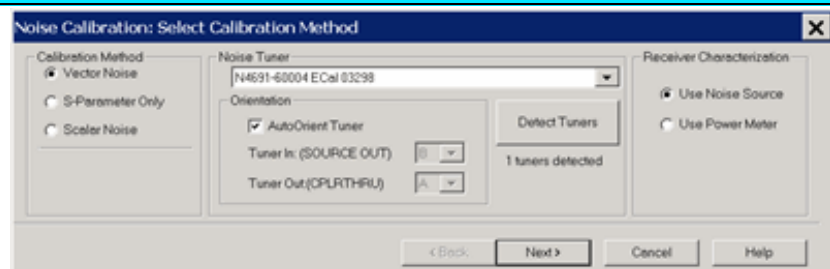 Noise Calibration: Select Calibration Method
Calibration Method
Vector Noise
S-Parameter Only
Scalar Noise
Noise Tuner
N4691-60004 ECal 03298
Orientation
AutoOrient Tuner
Tuner In: (SOURCE OUT) B
Tuner Out:(CPLRTHRU) A
Detect Tuners
1 tuners detected
Receiver Characterization
Use Noise Source
Use Power Meter
< Back
Next >
Cancel
Help